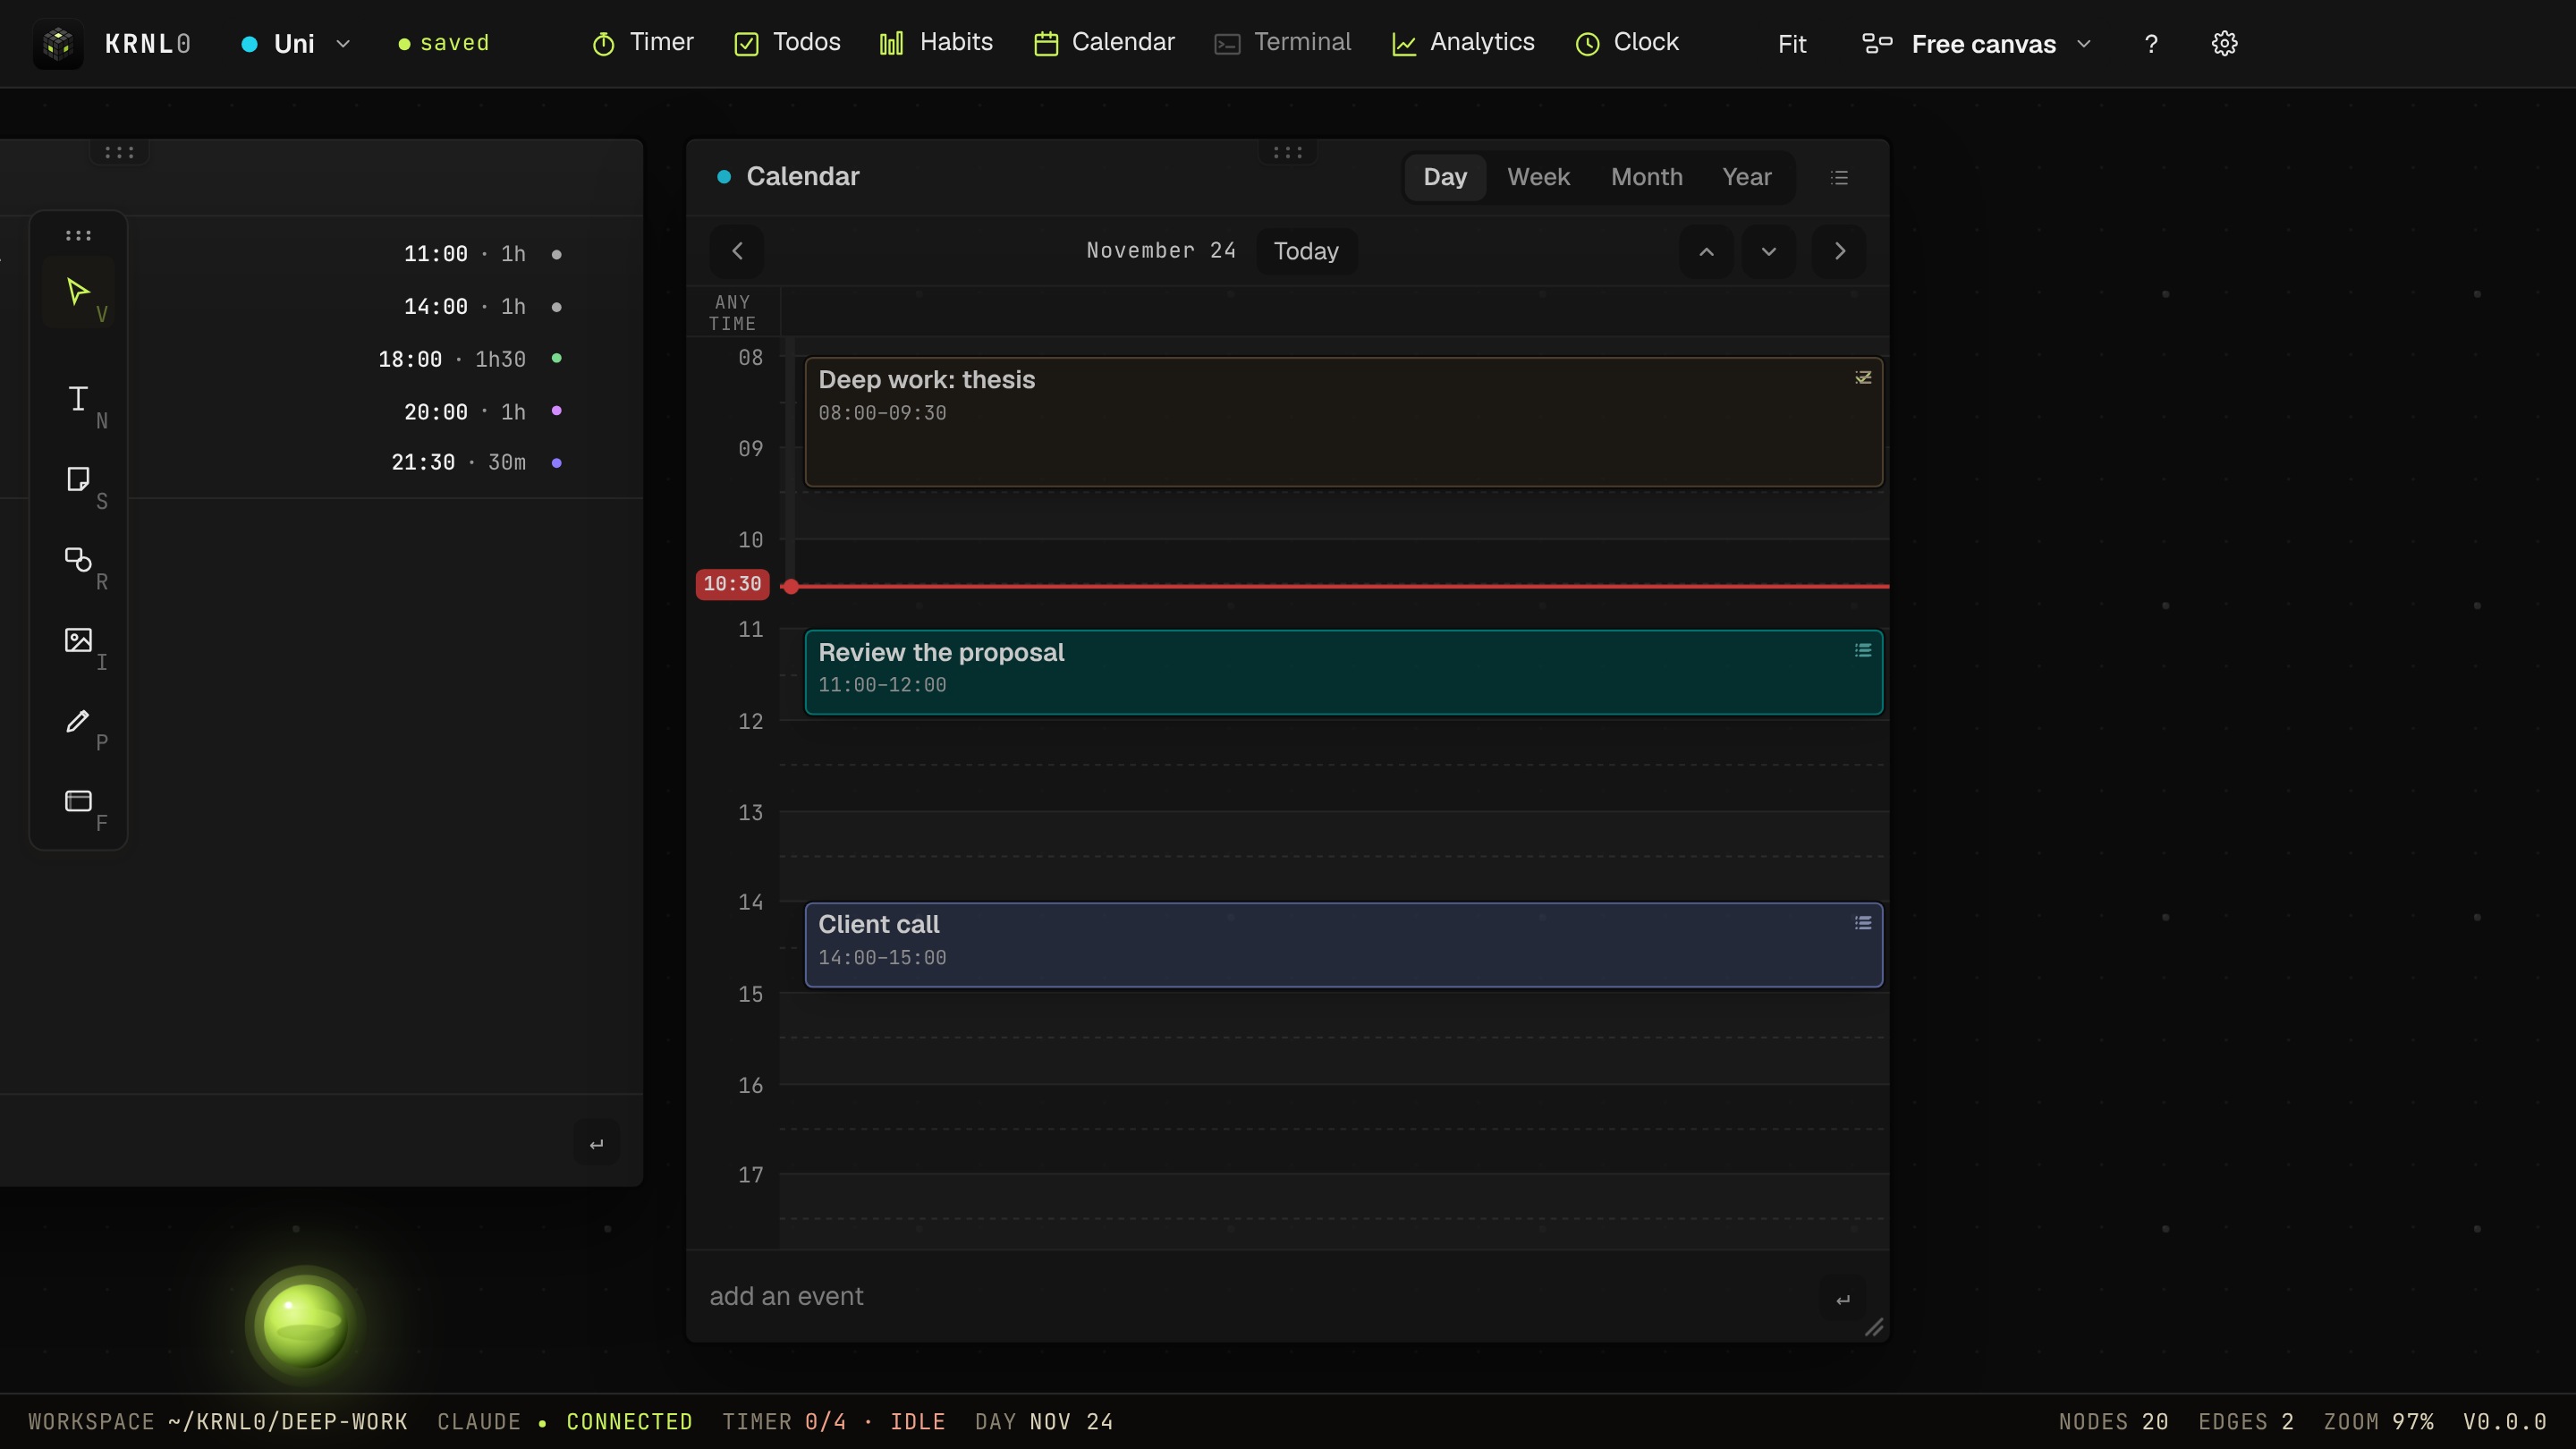 KRNL0 Uni saved Timer Todos Habits Calendar Terminal Analytics Clock Fit Free canvas ?
V
N
S
R
I
P
F
11:00 · 1h
14:00 · 1h
18:00 · 1h30
20:00 · 1h
21:30 · 30m
Calendar Day Week Month Year
November 24 Today
ANY
TIME
08
Deep work: thesis
08:00–09:30
09
10
10:30
11
Review the proposal
11:00–12:00
12
13
14
Client call
14:00–15:00
15
16
17
add an event
WORKSPACE ~/KRNL0/DEEP-WORK CLAUDE • CONNECTED TIMER 0/4 · IDLE DAY NOV 24 NODES 20 EDGES 2 ZOOM 97% V0.0.0